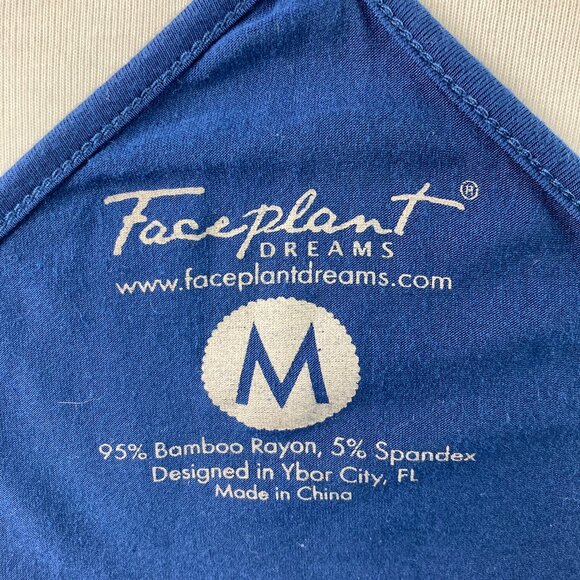 Faceplant®
DREAMS
www.faceplantdreams.com
M
95% Bamboo Rayon, 5% Spandex
Designed in Ybor City, FL
Made in China